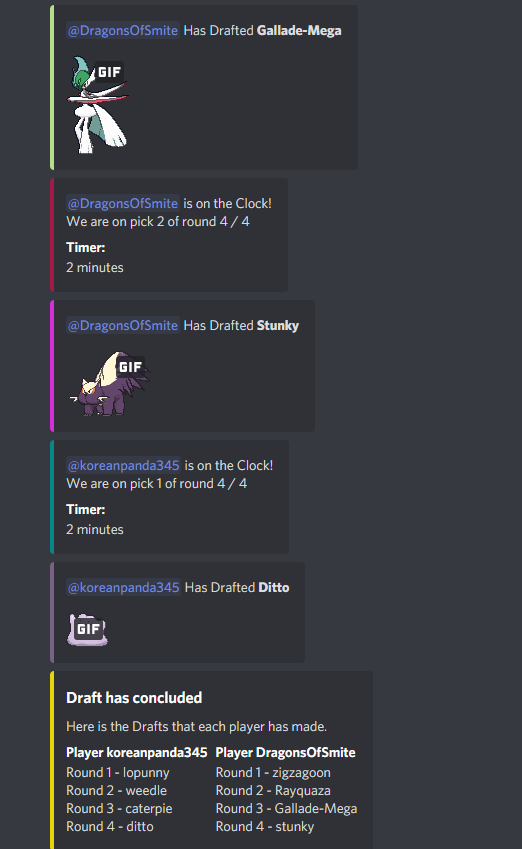 @DragonsOfSmite Has Drafted Gallade-Mega
GIF
@DragonsOfSmite is on the Clock!
We are on pick 2 of round 4 / 4
Timer:
2 minutes
@DragonsOfSmite Has Drafted Stunky
GIF
@koreanpanda345 is on the Clock!
We are on pick 1 of round 4 / 4
Timer:
2 minutes
@koreanpanda345 Has Drafted Ditto
GIF
Draft has concluded
Here is the Drafts that each player has made.
Player koreanpanda345 Player DragonsOfSmite
Round 1 - lopunny Round 1 - zigzagoon
Round 2 - weedle Round 2 - Rayquaza
Round 3 - caterpie Round 3 - Gallade-Mega
Round 4 - ditto Round 4 - stunky